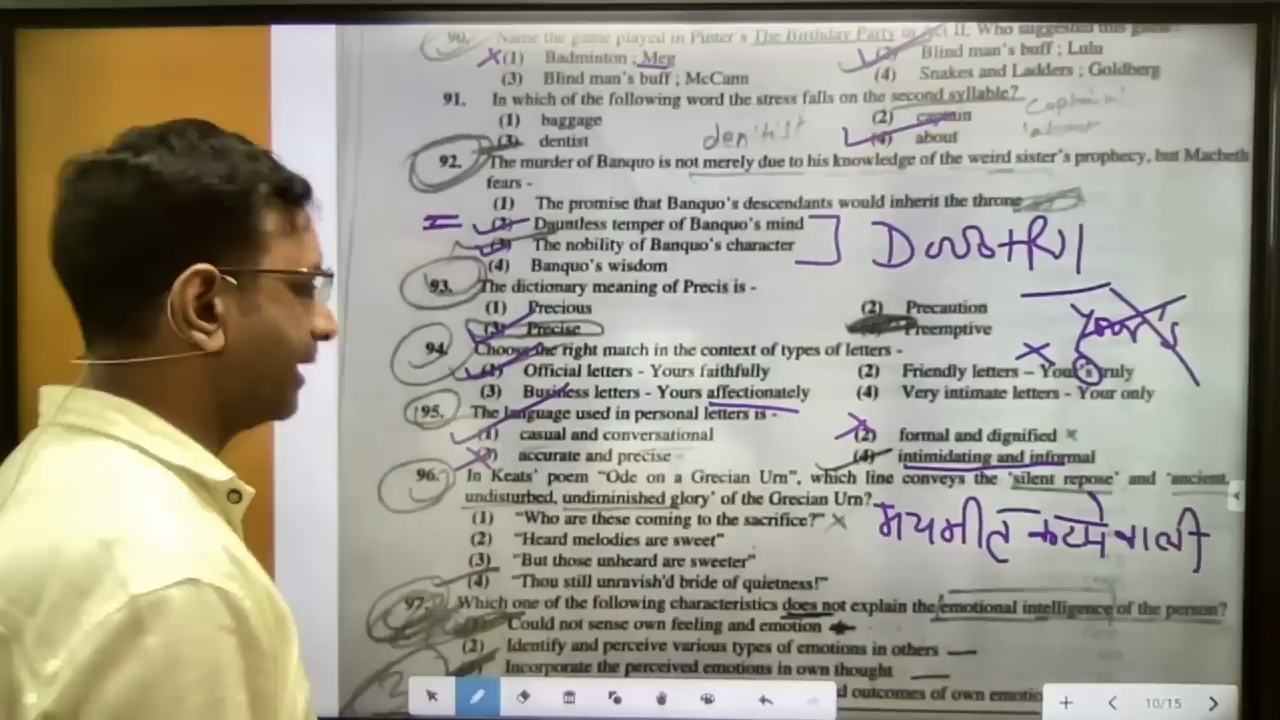 90. Name the game played in Pinter's The Birthday Party in Act II; Who suggested this game-
(1) Badminton ; Meg
(2) Blind man's buff ; Lulu
(3) Blind man's buff ; McCann
(4) Snakes and Ladders ; Goldberg
91. In which of the following word the stress falls on the second syllable?
(1) baggage
(2) captain
(3) dentist
(4) about
den'tist
92. The murder of Banquo is not merely due to his knowledge of the weird sister's prophecy, but Macbeth
fears -
(1) The promise that Banquo's descendants would inherit the throne
(2) Dauntless temper of Banquo's mind
(3) The nobility of Banquo's character
(4) Banquo's wisdom
93. The dictionary meaning of Precis is -
(1) Precious
(2) Precaution
(3) Precise
(4) Preemptive
94. Choose the right match in the context of types of letters -
(1) Official letters - Yours faithfully
(2) Friendly letters – Your's truly
(3) Business letters - Yours affectionately
(4) Very intimate letters - Your only
Your's
95. The language used in personal letters is -
(1) casual and conversational
(2) formal and dignified
(3) accurate and precise
(4) intimidating and informal
96. In Keats' poem "Ode on a Grecian Urn", which line conveys the 'silent repose' and 'ancient,
undisturbed, undiminished glory' of the Grecian Urn?
(1) "Who are these coming to the sacrifice?"
(2) "Heard melodies are sweet"
(3) "But those unheard are sweeter"
(4) "Thou still unravish'd bride of quietness!"
भयभीत करने वाली
97. Which one of the following characteristics does not explain the emotional intelligence of the person?
(1) Could not sense own feeling and emotion
(2) Identify and perceive various types of emotions in others
(3) Incorporate the perceived emotions in own thought
outcomes of own
10/15